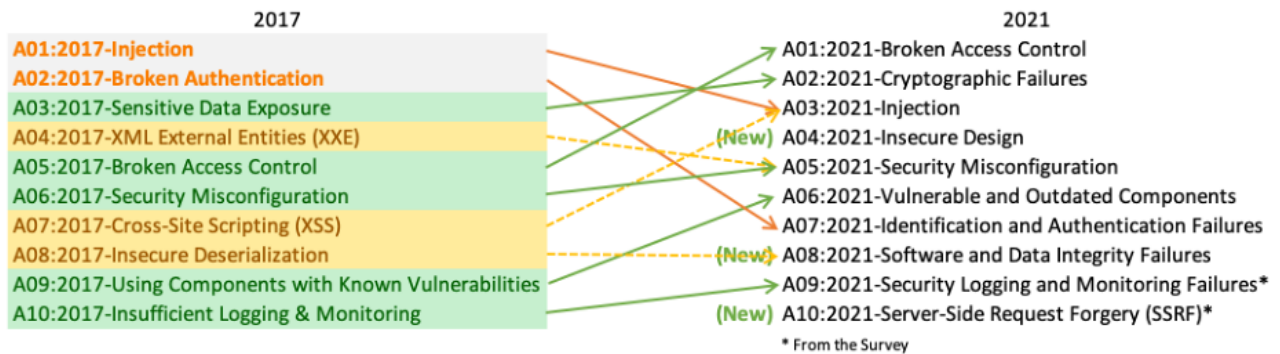 2017 2021
A01:2017-Injection A01:2021-Broken Access Control
A02:2017-Broken Authentication A02:2021-Cryptographic Failures
A03:2017-Sensitive Data Exposure A03:2021-Injection
A04:2017-XML External Entities (XXE) (New) A04:2021-Insecure Design
A05:2017-Broken Access Control A05:2021-Security Misconfiguration
A06:2017-Security Misconfiguration A06:2021-Vulnerable and Outdated Components
A07:2017-Cross-Site Scripting (XSS) A07:2021-Identification and Authentication Failures
A08:2017-Insecure Deserialization (New) A08:2021-Software and Data Integrity Failures
A09:2017-Using Components with Known Vulnerabilities A09:2021-Security Logging and Monitoring Failures*
A10:2017-Insufficient Logging & Monitoring (New) A10:2021-Server-Side Request Forgery (SSRF)*
* From the Survey